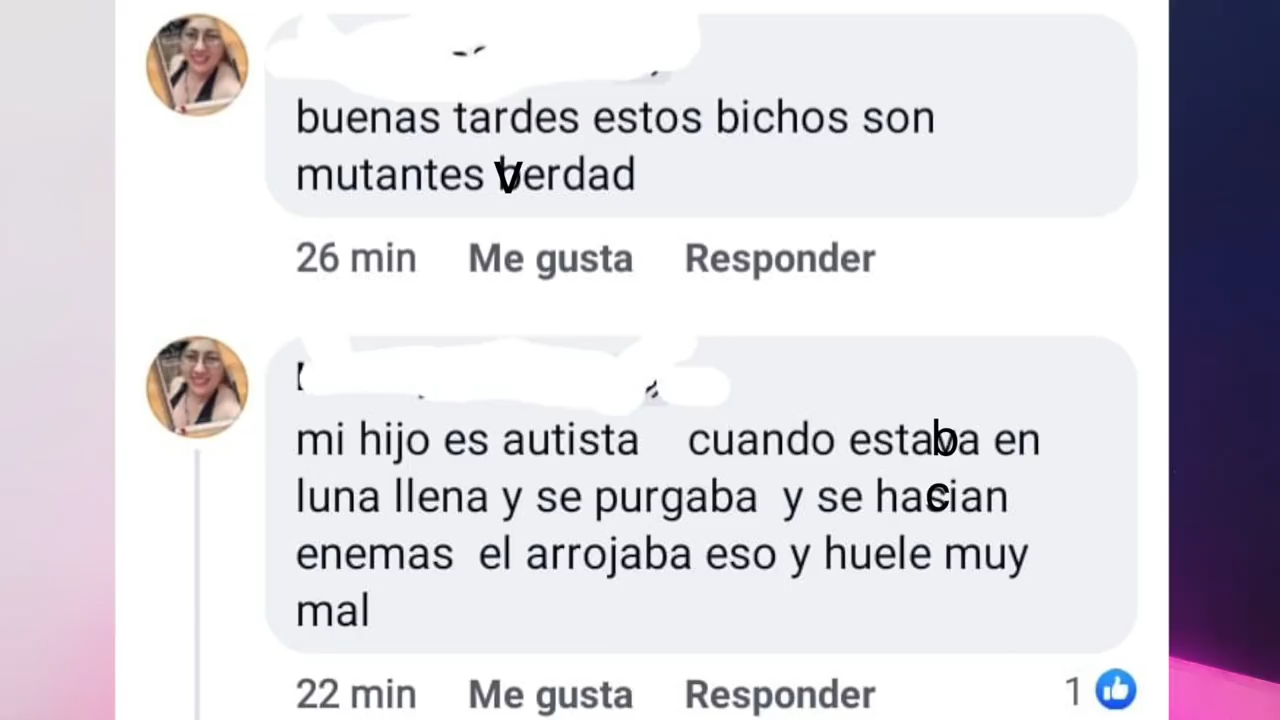 buenas tardes estos bichos son
mutantes verdad
26 min Me gusta Responder
mi hijo es autista cuando estaba en
luna llena y se purgaba y se hacian
enemas el arrojaba eso y huele muy
mal
22 min Me gusta Responder 1